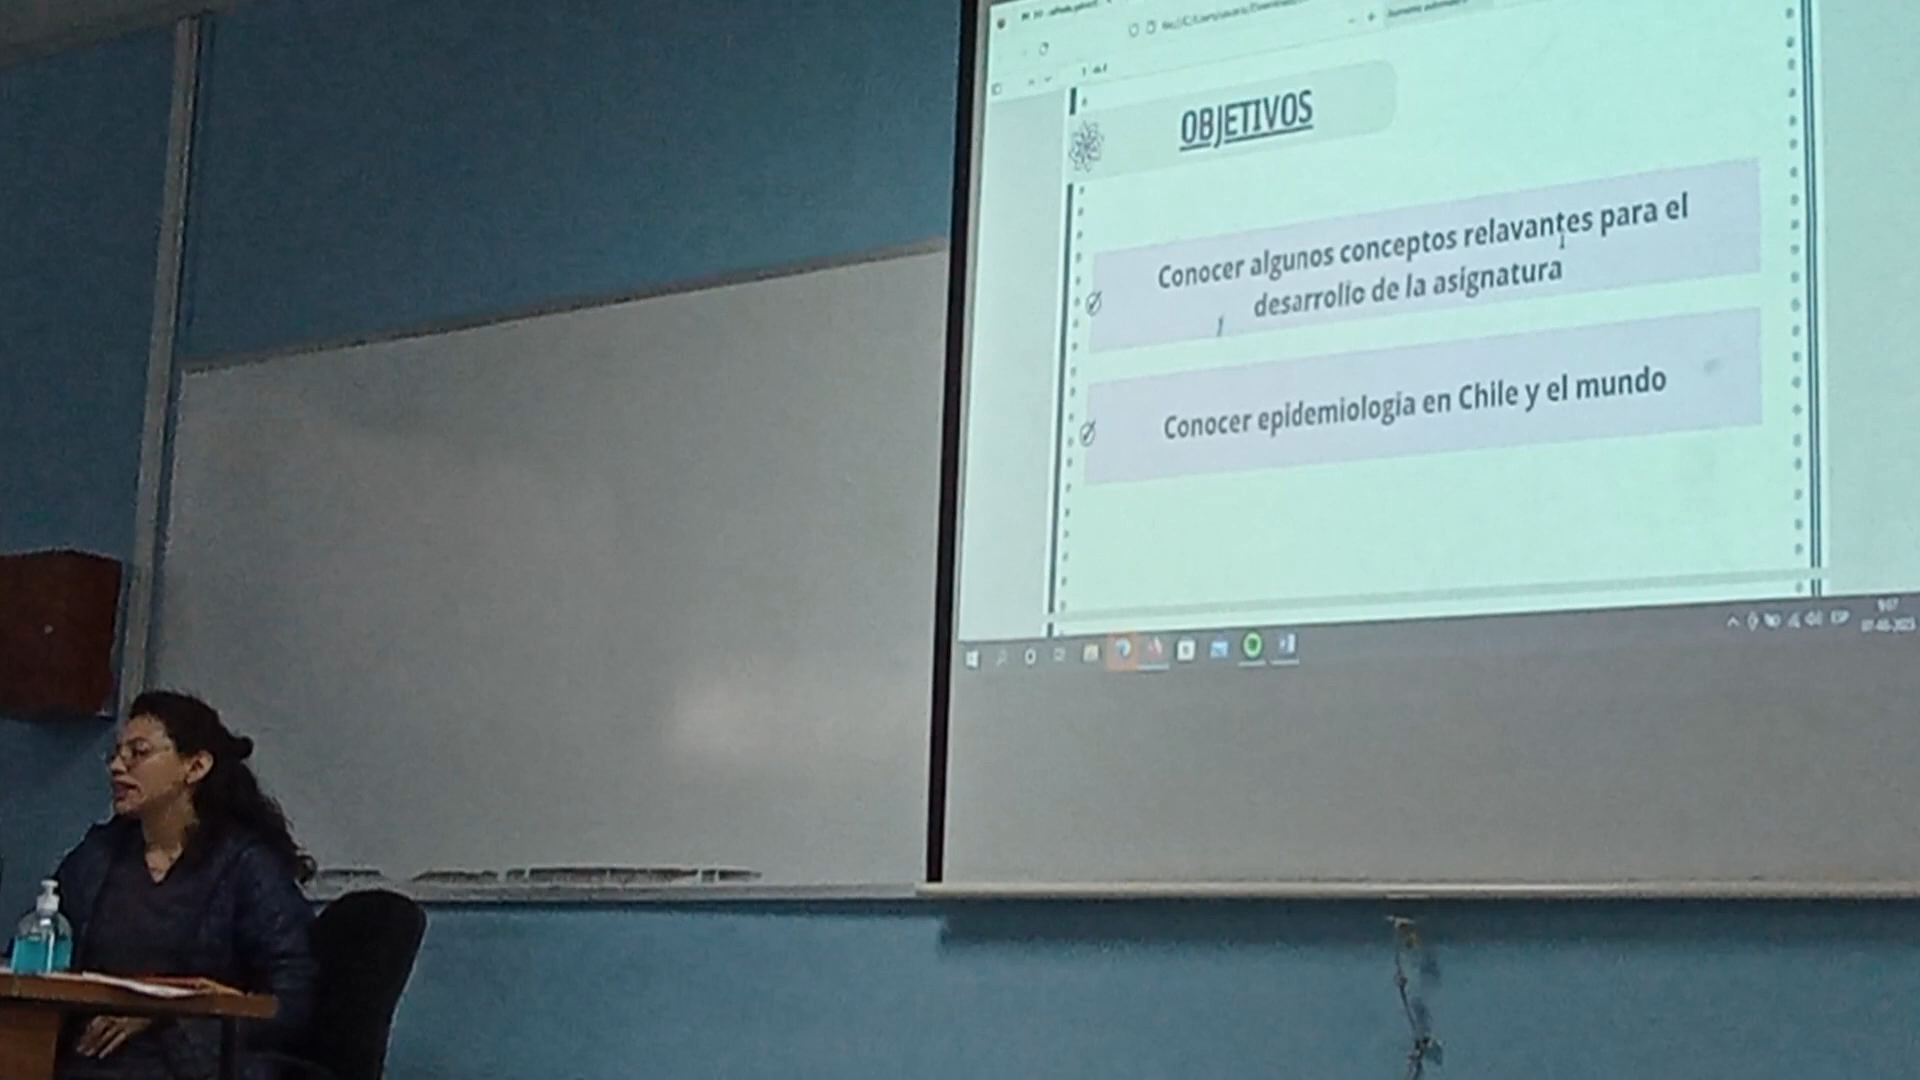 OBJETIVOS
Conocer algunos conceptos relavantes para el
desarrollo de la asignatura
Conocer epidemiologia en Chile y el mundo